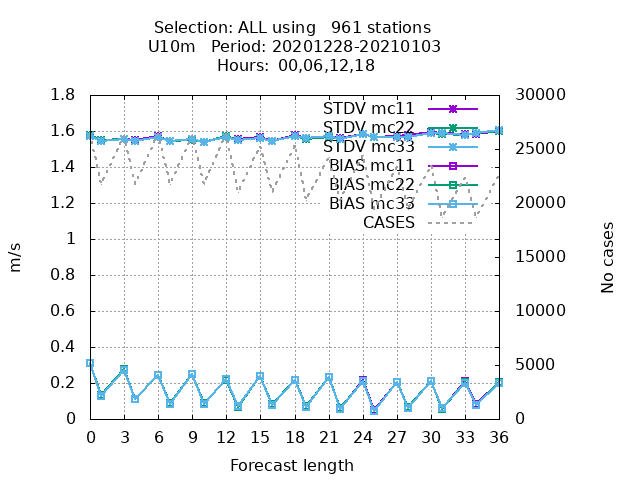 Selection: ALL using   961 stations
U10m   Period: 20201228-20210103
Hours:  00,06,12,18
1.8
30000
STDV mc11
1.6
STDV mc22
STDV mc33
25000
1.4
BIAS mc11
BIAS mc22
1.2
BIAS mc33
20000
CASES
1
m/s
No cases
0.8
15000
0.6
10000
0.4
5000
0.2
0
0
0 3 6 9 12 15 18 21 24 27 30 33 36
Forecast length